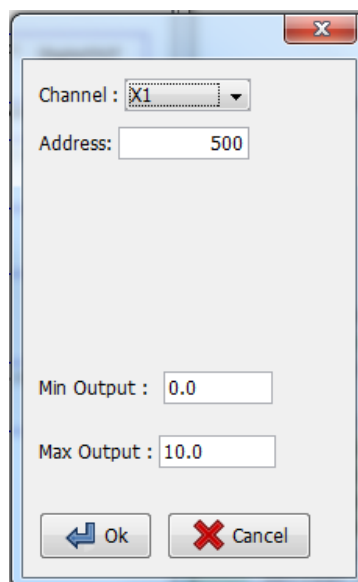 Channel : X1
Address: 500
Min Output : 0.0
Max Output : 10.0
Ok Cancel